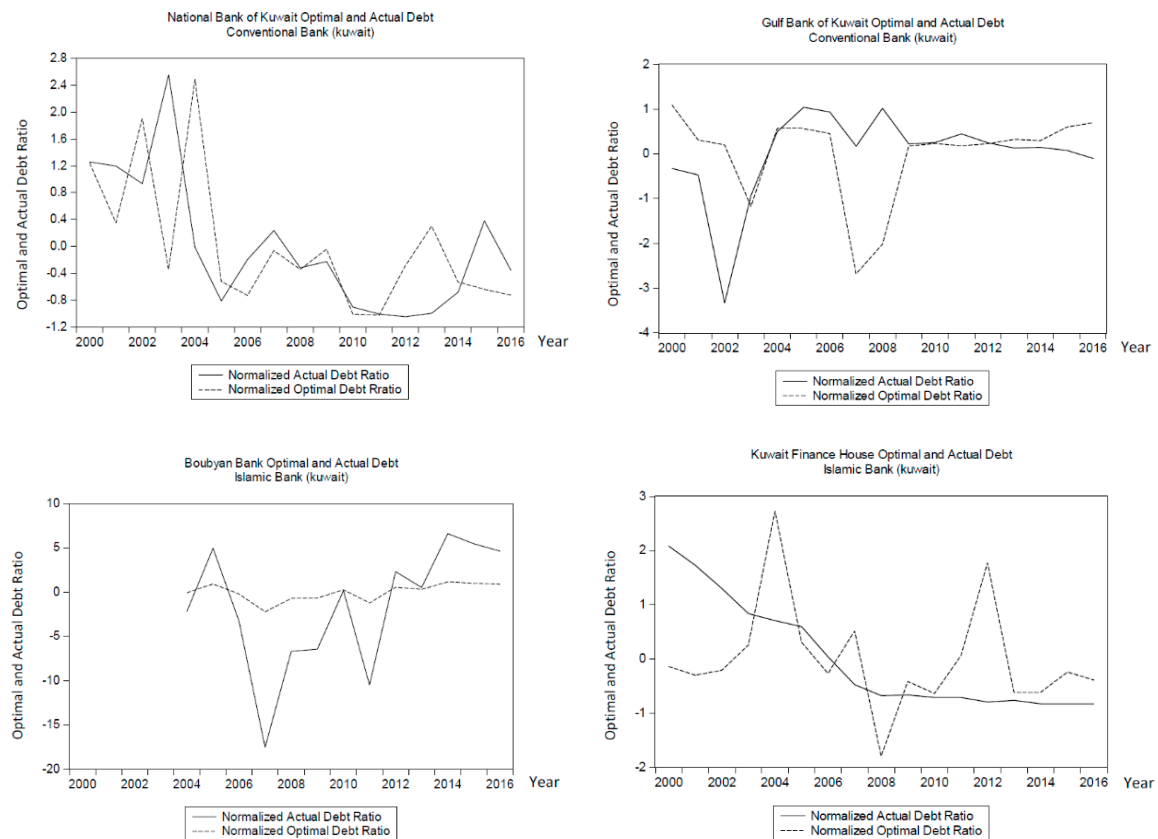 National Bank of Kuwait Optimal and Actual Debt
Conventional Bank (kuwait)
Optimal and Actual Debt Ratio
2.8
2.4
2.0
1.6
1.2
0.8
0.4
0.0
-0.4
-0.8
-1.2
2000 2002 2004 2006 2008 2010 2012 2014 2016 Year
Normalized Actual Debt Ratio
Normalized Optimal Debt Rratio
Gulf Bank of Kuwait Optimal and Actual Debt
Conventional Bank (kuwait)
Optimal and Actual Debt Ratio
2
1
0
-1
-2
-3
-4
2000 2002 2004 2006 2008 2010 2012 2014 2016 Year
Normalized Actual Debt Ratio
Normalized Optimal Debt Ratio
Boubyan Bank Optimal and Actual Debt
Islamic Bank (kuwait)
Optimal and Actual Debt Ratio
10
5
0
-5
-10
-15
-20
2000 2002 2004 2006 2008 2010 2012 2014 2016 Year
Normalized Actual Debt Ratio
Normalized Optimal Debt Ratio
Kuwait Finance House Optimal and Actual Debt
Islamic Bank (kuwait)
Optimal and Actual Debt Ratio
3
2
1
0
-1
-2
2000 2002 2004 2006 2008 2010 2012 2014 2016 Year
Normalized Actual Debt Ratio
Normalized Optimal Debt Ratio